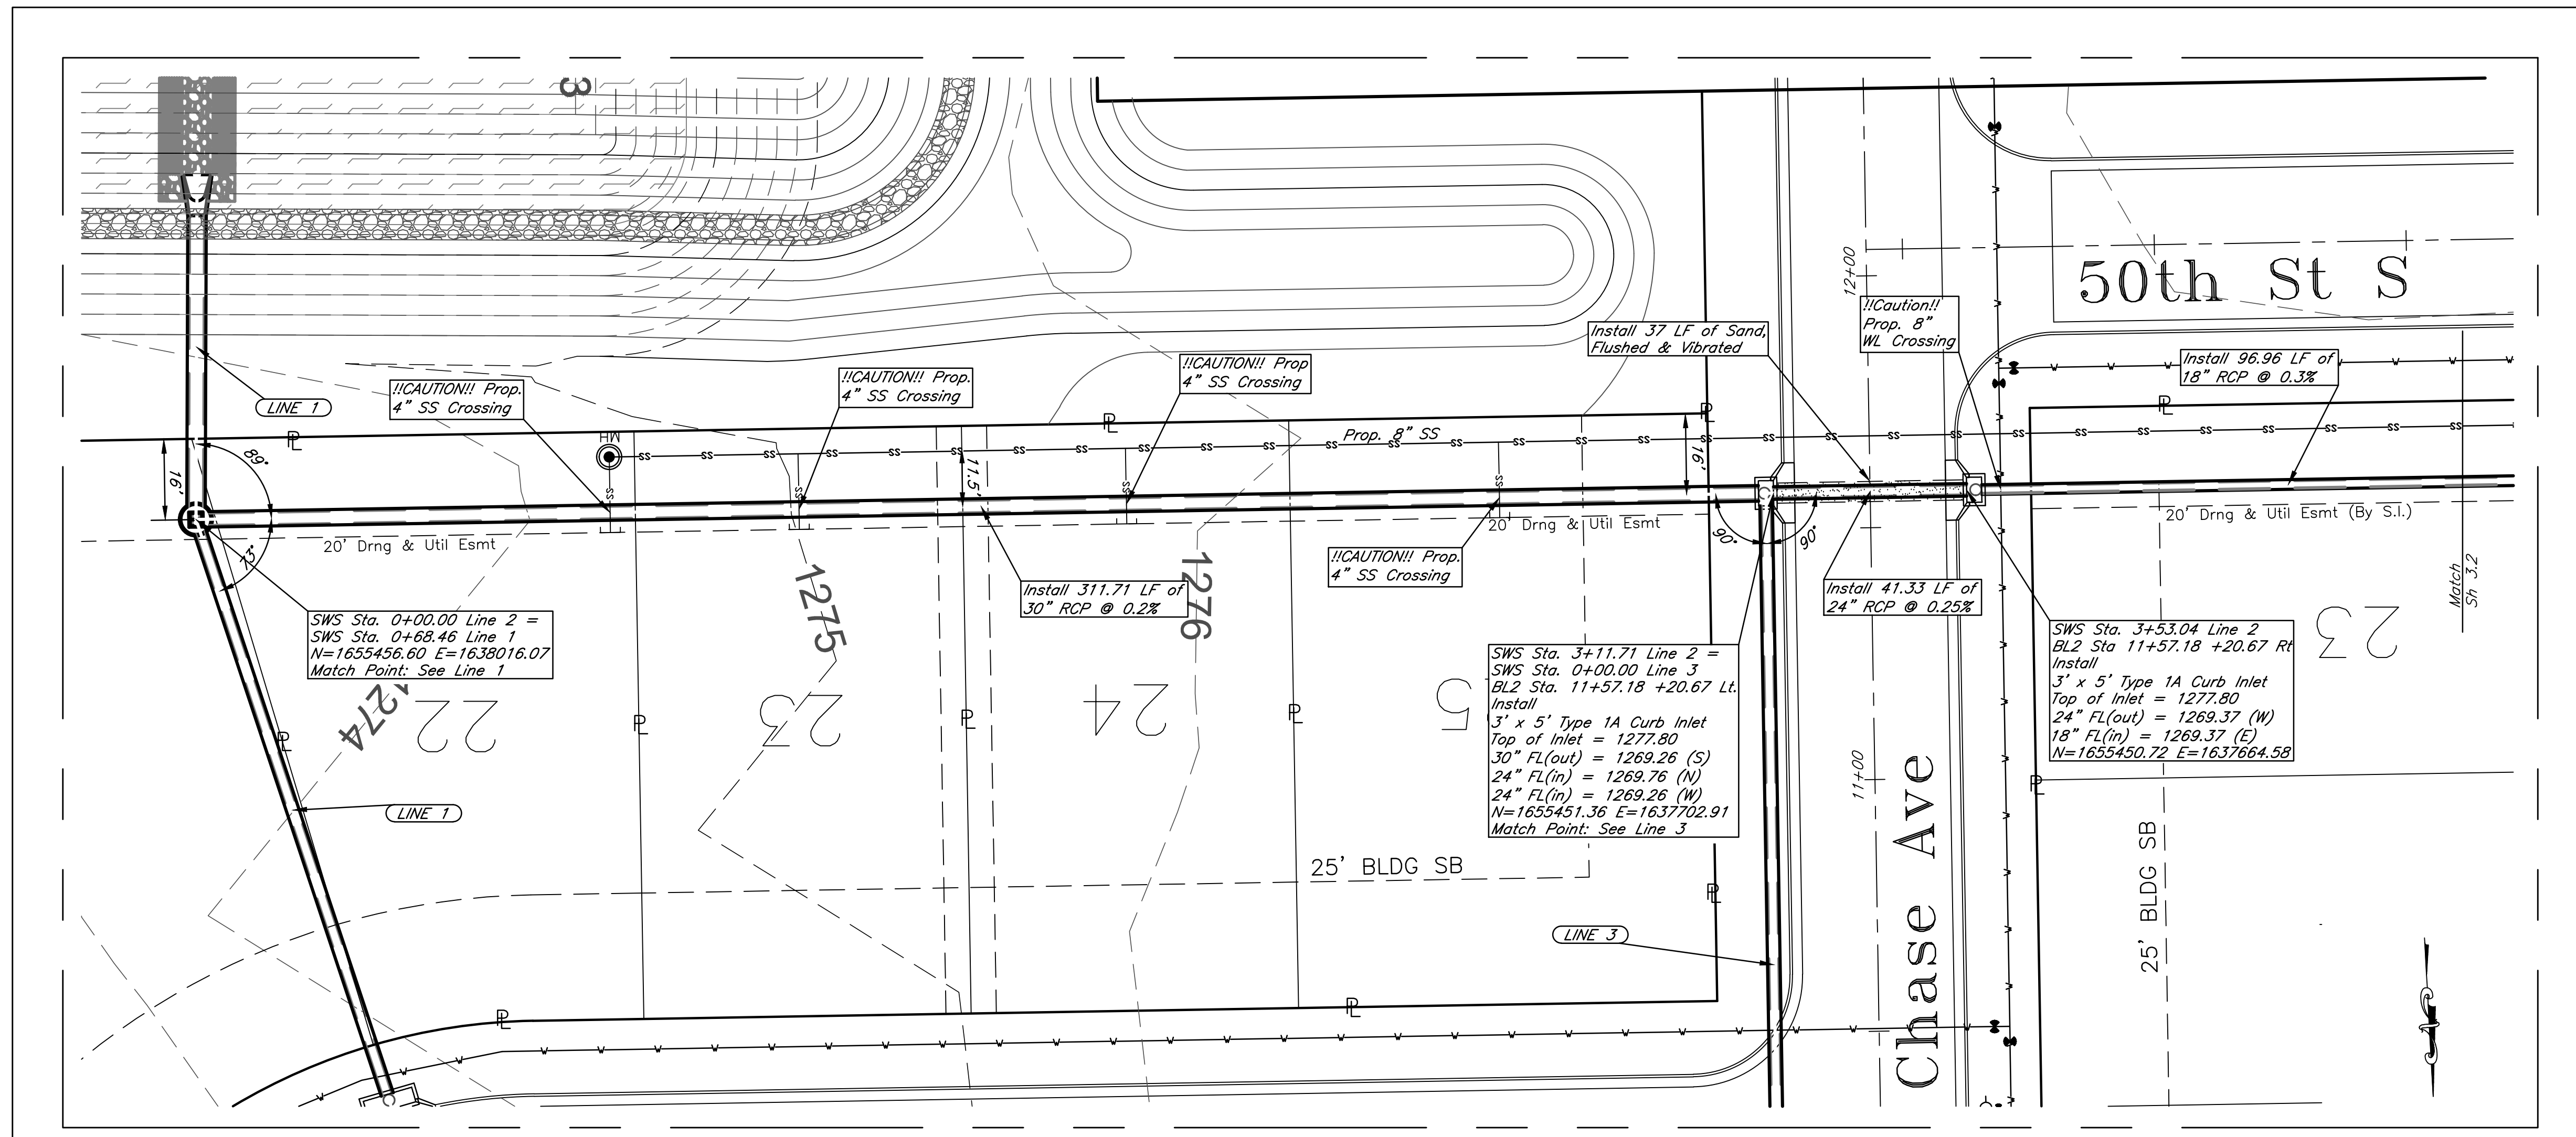 3
50th St S
12+00
!!Caution!!
Prop. 8"
WL Crossing
Install 37 LF of Sand,
Flushed & Vibrated
Install 96.96 LF of
18" RCP @ 0.3%
!!CAUTION!! Prop
4" SS Crossing
!!CAUTION!! Prop.
4" SS Crossing
!!CAUTION!! Prop.
4" SS Crossing
LINE 1
MH
Prop. 8" SS
16'
89°
11.5'
16'
73°
20' Drng & Util Esmt
20' Drng & Util Esmt
90°
90°
20' Drng & Util Esmt (By S.I.)
!!CAUTION!! Prop.
4" SS Crossing
Install 311.71 LF of
30" RCP @ 0.2%
Install 41.33 LF of
24" RCP @ 0.25%
Match
Sh 3.2
SWS Sta. 0+00.00 Line 2 =
SWS Sta. 0+68.46 Line 1
N=1655456.60 E=1638016.07
Match Point: See Line 1
1275
1276
1274
22
23
24
5
23
SWS Sta. 3+11.71 Line 2 =
SWS Sta. 0+00.00 Line 3
BL2 Sta. 11+57.18 +20.67 Lt.
Install
3' x 5' Type 1A Curb Inlet
Top of Inlet = 1277.80
30" FL(out) = 1269.26 (S)
24" FL(in) = 1269.76 (N)
24" FL(in) = 1269.26 (W)
N=1655451.36 E=1637702.91
Match Point: See Line 3
SWS Sta. 3+53.04 Line 2
BL2 Sta 11+57.18 +20.67 Rt
Install
3' x 5' Type 1A Curb Inlet
Top of Inlet = 1277.80
24" FL(out) = 1269.37 (W)
18" FL(in) = 1269.37 (E)
N=1655450.72 E=1637664.58
11+00
LINE 1
25' BLDG SB
Chase Ave
25' BLDG SB
LINE 3